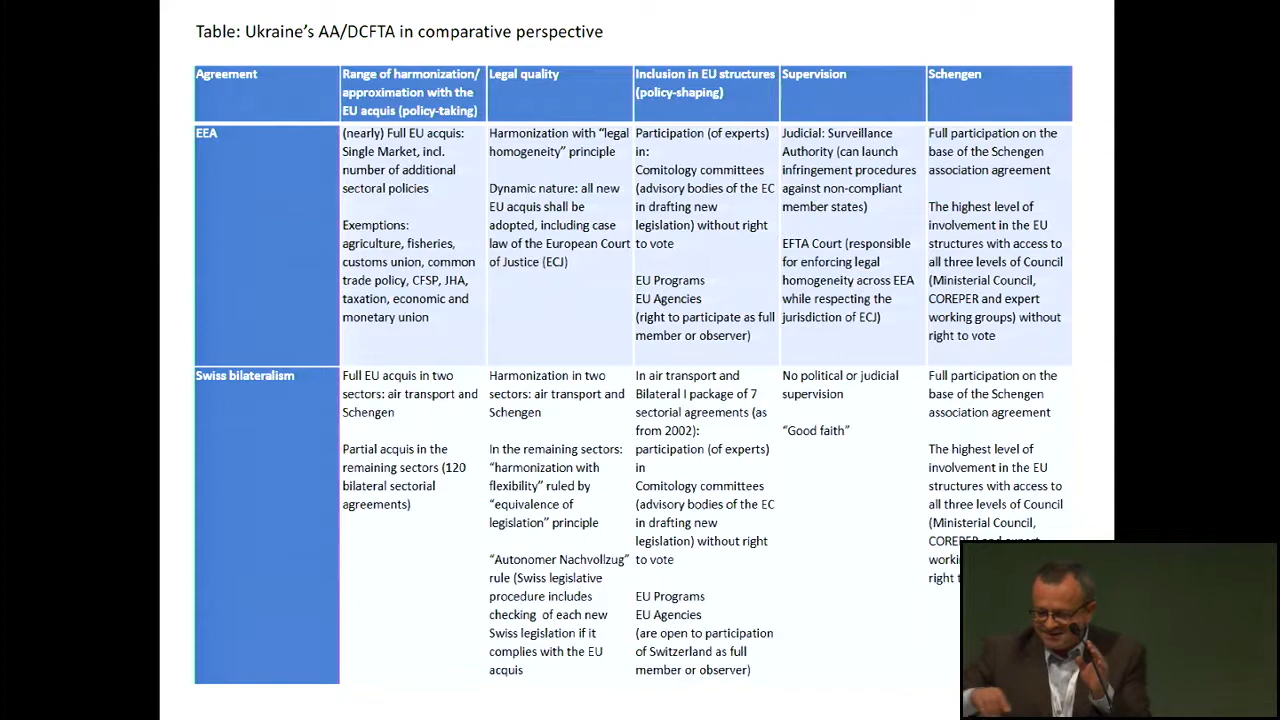 Table: Ukraine's AA/DCFTA in comparative perspective
Agreement
Range of harmonization/
approximation with the
EU acquis (policy-taking)
Legal quality
Inclusion in EU structures
(policy-shaping)
Supervision
Schengen
EEA
(nearly) Full EU acquis:
Single Market, incl.
number of additional
sectoral policies
Exemptions:
agriculture, fisheries,
customs union, common
trade policy, CFSP, JHA,
taxation, economic and
monetary union
Harmonization with "legal
homogeneity" principle
Dynamic nature: all new
EU acquis shall be
adopted, including case
law of the European Court
of Justice (ECJ)
Participation (of experts)
in:
Comitology committees
(advisory bodies of the EC
in drafting new
legislation) without right
to vote
EU Programs
EU Agencies
(right to participate as full
member or observer)
Judicial: Surveillance
Authority (can launch
infringement procedures
against non-compliant
member states)
EFTA Court (responsible
for enforcing legal
homogeneity across EEA
while respecting the
jurisdiction of ECJ)
Full participation on the
base of the Schengen
association agreement
The highest level of
involvement in the EU
structures with access to
all three levels of Council
(Ministerial Council,
COREPER and expert
working groups) without
right to vote
Swiss bilateralism
Full EU acquis in two
sectors: air transport and
Schengen
Partial acquis in the
remaining sectors (120
bilateral sectorial
agreements)
Harmonization in two
sectors: air transport and
Schengen
In the remaining sectors:
"harmonization with
flexibility" ruled by
"equivalence of
legislation" principle
"Autonomer Nachvollzug"
rule (Swiss legislative
procedure includes
checking of each new
Swiss legislation if it
complies with the EU
acquis
In air transport and
Bilateral I package of 7
sectorial agreements (as
from 2002):
participation (of experts)
in
Comitology committees
(advisory bodies of the EC
in drafting new
legislation) without right
to vote
EU Programs
EU Agencies
(are open to participation
of Switzerland as full
member or observer)
No political or judicial
supervision
"Good faith"
Full participation on the
base of the Schengen
association agreement
The highest level of
involvement in the EU
structures with access to
all three levels of Council
(Ministerial Council,